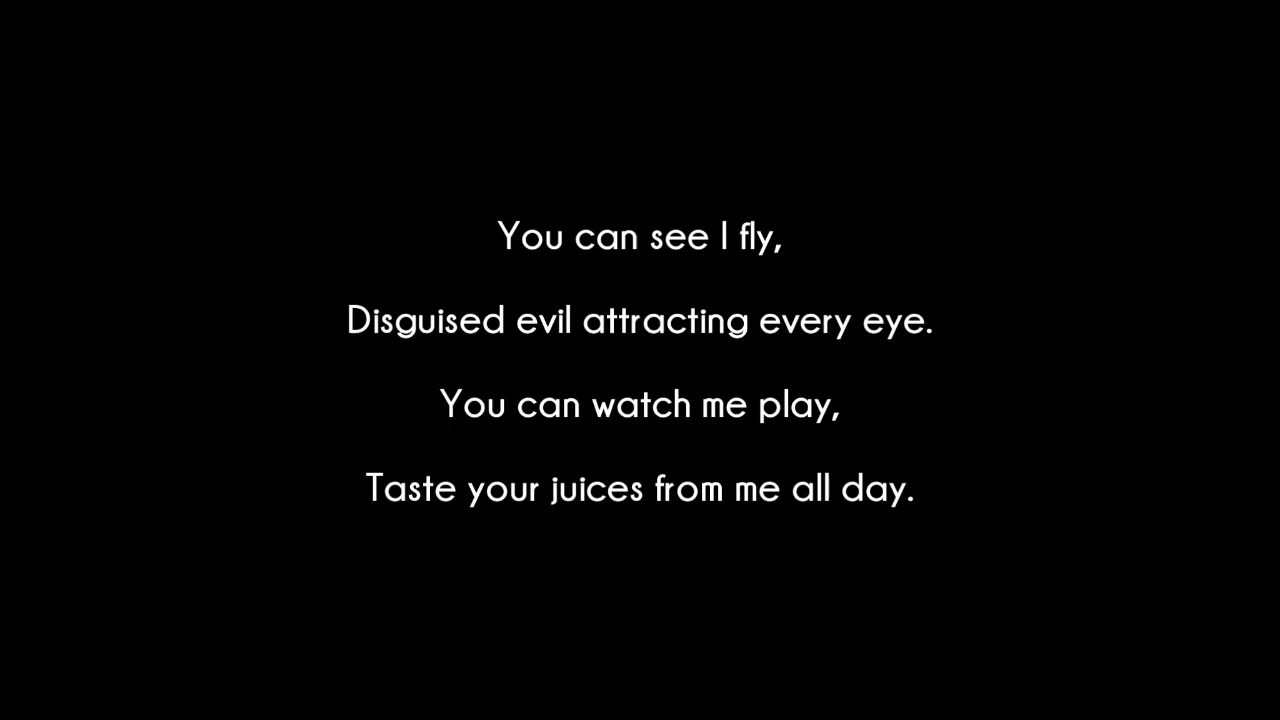 You can see I fly,
Disguised evil attracting every eye.
You can watch me play,
Taste your juices from me all day.